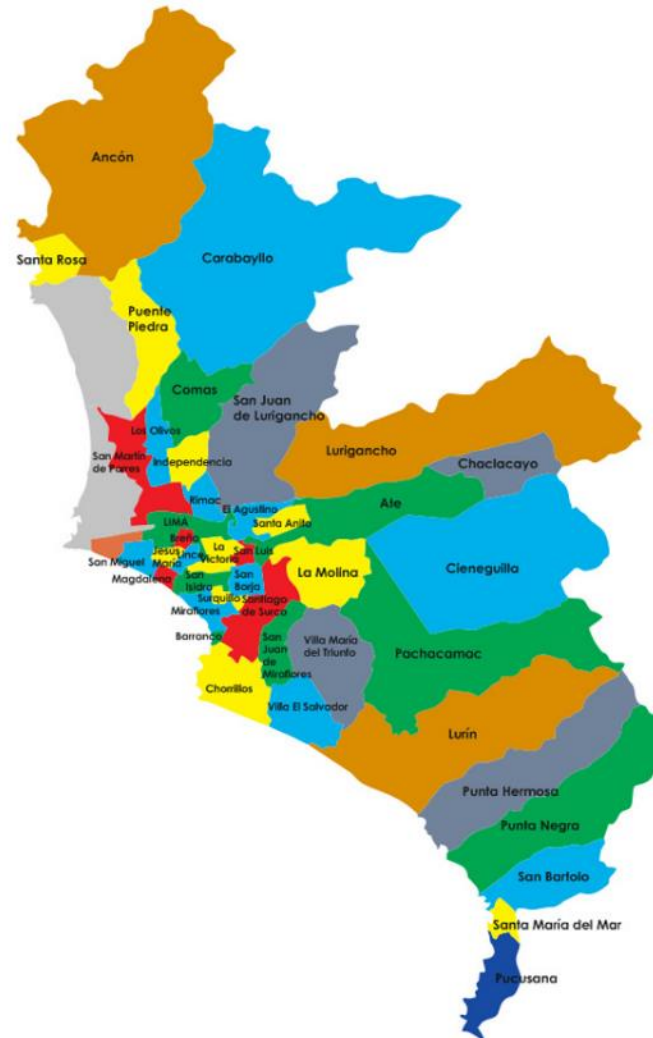 Ancón
Santa Rosa
Carabayllo
Puente
Piedra
Comas
San Juan
de Lurigancho
Los Olivos
San Martín
de Porres
Independencia
Lurigancho
Chaclacayo
Rimac
Ate
El Agustino
Santa Anita
LIMA
Breña
Jesús
María
Lince
La
Victoria
San Luis
San Miguel
La Molina
Cieneguilla
Magdalena
San
Isidro
San
Borja
Surquillo
Santiago
de Surco
Miraflores
Barranco
San
Juan
de
Miraflores
Villa María
del Triunfo
Pachacamac
Chorrillos
Villa El Salvador
Lurín
Punta Hermosa
Punta Negra
San Bartolo
Santa María del Mar
Pucusana